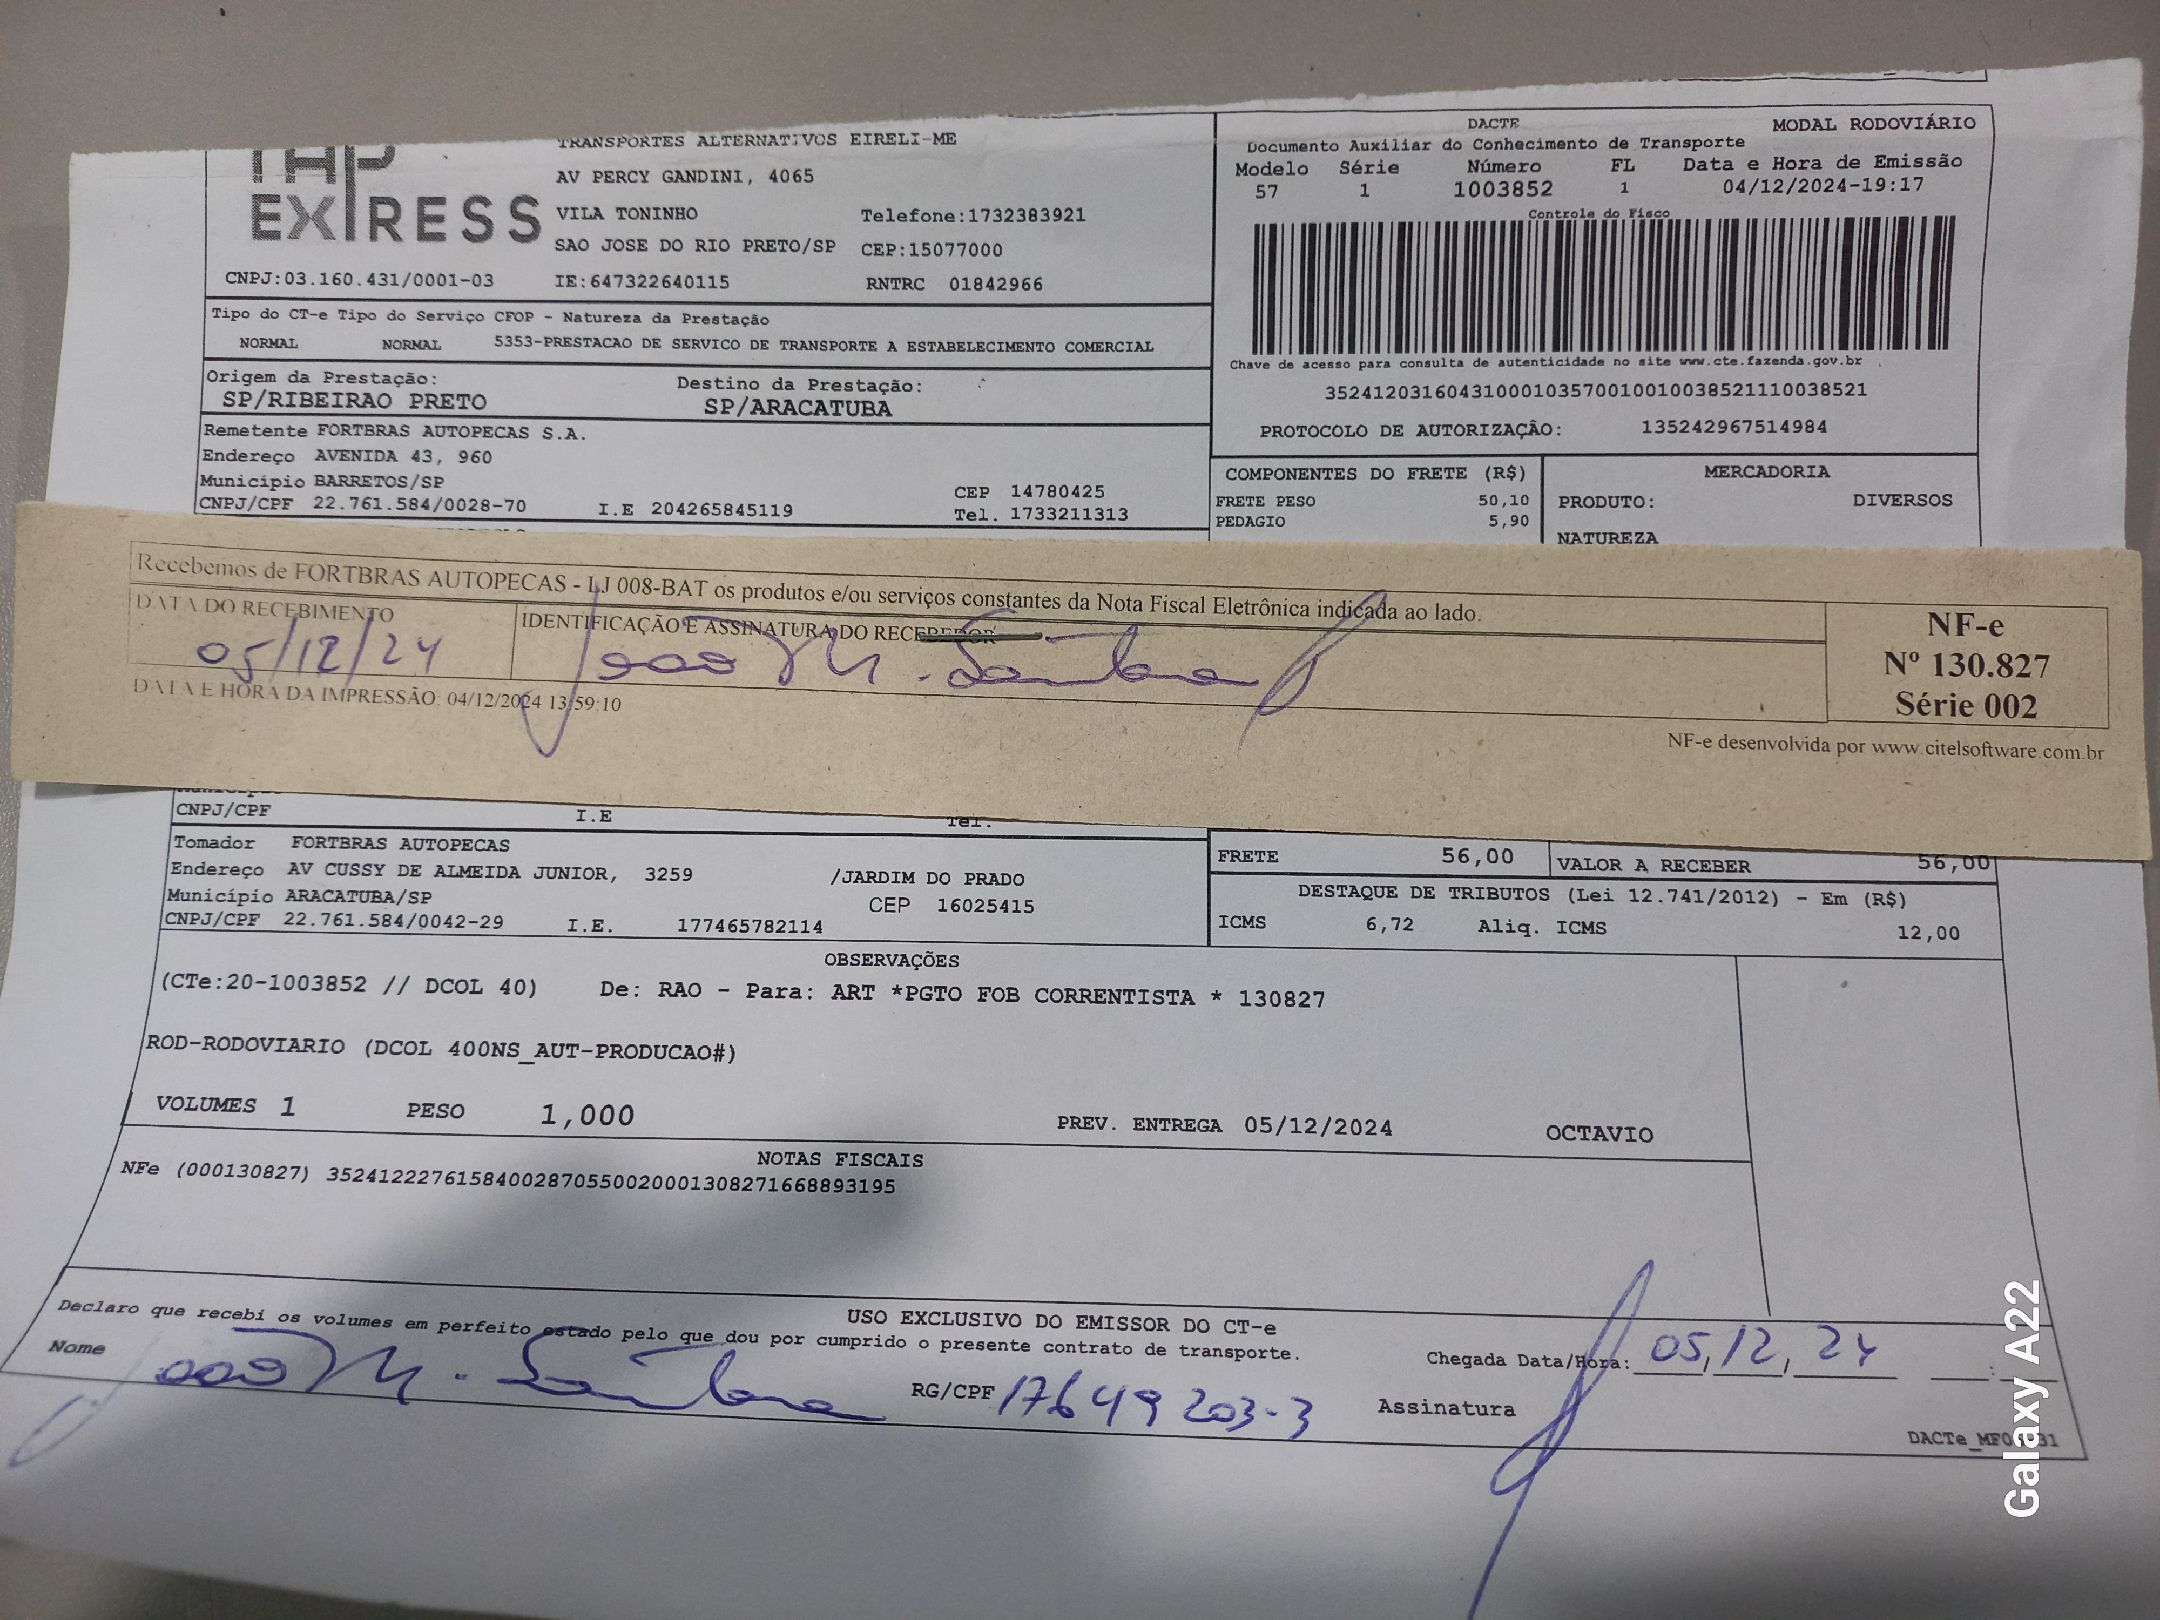 TAP
EXPRESS
TRANSPORTES ALTERNATIVOS EIRELI-ME
AV PERCY GANDINI, 4065
VILA TONINHO Telefone:1732383921
SAO JOSE DO RIO PRETO/SP CEP:15077000
CNPJ:03.160.431/0001-03 IE:647322640115 RNTRC 01842966
DACTE MODAL RODOVIÁRIO
Documento Auxiliar do Conhecimento de Transporte
Modelo Série Número FL Data e Hora de Emissão
57 1 1003852 1 04/12/2024-19:17
Controle do Fisco
Chave de acesso para consulta de autenticidade no site www.cte.fazenda.gov.br
35241203160431000103570010010038521110038521
PROTOCOLO DE AUTORIZAÇÃO: 135242967514984
Tipo do CT-e Tipo do Serviço CFOP - Natureza da Prestação
NORMAL NORMAL 5353-PRESTACAO DE SERVICO DE TRANSPORTE A ESTABELECIMENTO COMERCIAL
Origem da Prestação: Destino da Prestação:
SP/RIBEIRAO PRETO SP/ARACATUBA
Remetente FORTBRAS AUTOPECAS S.A.
Endereço AVENIDA 43, 960
Município BARRETOS/SP CEP 14780425
CNPJ/CPF 22.761.584/0028-70 I.E 204265845119 Tel. 1733211313
COMPONENTES DO FRETE (R$) MERCADORIA
FRETE PESO 50,10 PRODUTO: DIVERSOS
PEDAGIO 5,90
NATUREZA
Recebemos de FORTBRAS AUTOPECAS - LJ 008-BAT os produtos e/ou serviços constantes da Nota Fiscal Eletrônica indicada ao lado.
DATA DO RECEBIMENTO IDENTIFICAÇÃO E ASSINATURA DO RECEBEDOR
05/12/24 Joao M. Santana
DATA E HORA DA IMPRESSÃO: 04/12/2024 13:59:10
NF-e
Nº 130.827
Série 002
NF-e desenvolvida por www.citelsoftware.com.br
CNPJ/CPF I.E Tel.
Tomador FORTBRAS AUTOPECAS
Endereço AV CUSSY DE ALMEIDA JUNIOR, 3259 /JARDIM DO PRADO
Município ARACATUBA/SP CEP 16025415
CNPJ/CPF 22.761.584/0042-29 I.E. 177465782114
FRETE 56,00 VALOR A RECEBER 56,00
DESTAQUE DE TRIBUTOS (Lei 12.741/2012) - Em (R$)
ICMS 6,72 Aliq. ICMS 12,00
OBSERVAÇÕES
(CTe:20-1003852 // DCOL 40) De: RAO - Para: ART *PGTO FOB CORRENTISTA * 130827
ROD-RODOVIARIO (DCOL 400NS_AUT-PRODUCAO#)
VOLUMES 1 PESO 1,000 PREV. ENTREGA 05/12/2024 OCTAVIO
NOTAS FISCAIS
NFe (000130827) 35241222761584002870550020001308271668893195
USO EXCLUSIVO DO EMISSOR DO CT-e
Declaro que recebi os volumes em perfeito estado pelo que dou por cumprido o presente contrato de transporte.
Nome Joao M. Santana RG/CPF 17649203-3 Assinatura
Chegada Data/Hora: 05/12/24
Galaxy A22